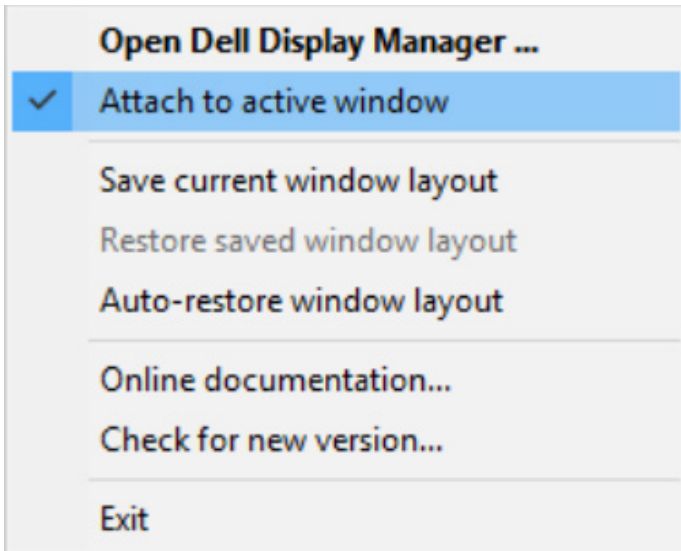 Open Dell Display Manager ...
Attach to active window
Save current window layout
Restore saved window layout
Auto-restore window layout
Online documentation...
Check for new version...
Exit